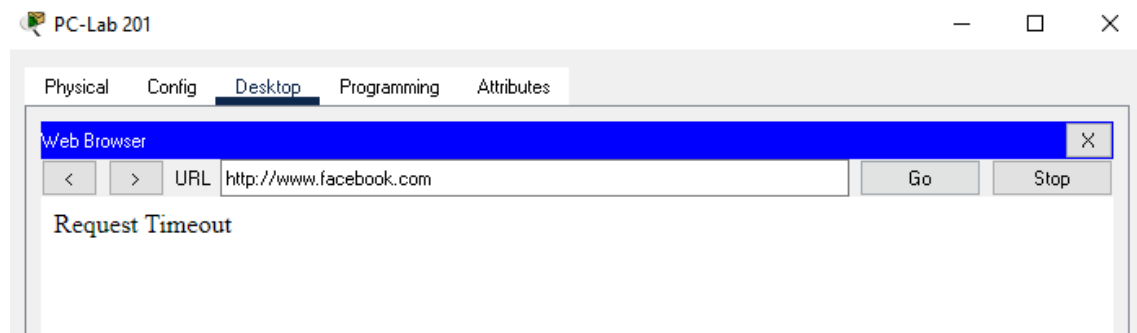 PC-Lab 201
Physical Config Desktop Programming Attributes
Web Browser X
< > URL http://www.facebook.com Go Stop
Request Timeout